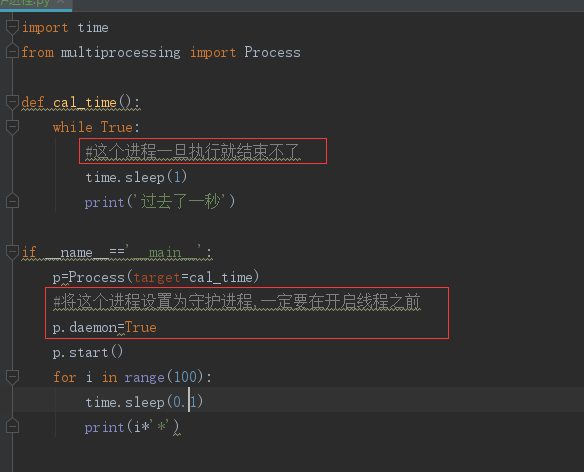 进程.py
import time
from multiprocessing import Process
def cal_time():
    while True:
        #这个进程一旦执行就结束不了
        time.sleep(1)
        print('过去了一秒')
if __name__=='__main__':
    p=Process(target=cal_time)
    #将这个进程设置为守护进程,一定要在开启线程之前
    p.daemon=True
    p.start()
    for i in range(100):
        time.sleep(0.1)
        print(i*'*')